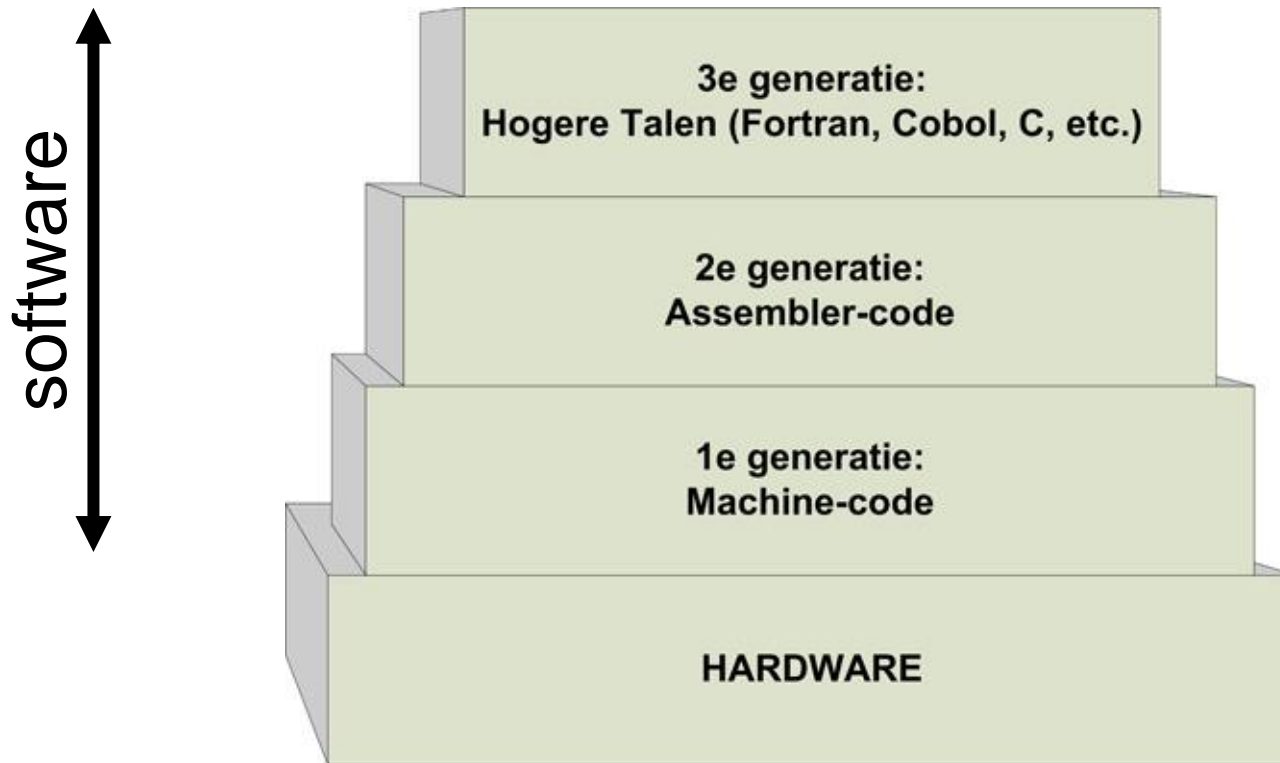 software
3e generatie:
Hogere Talen (Fortran, Cobol, C, etc.)
2e generatie:
Assembler-code
1e generatie:
Machine-code
HARDWARE